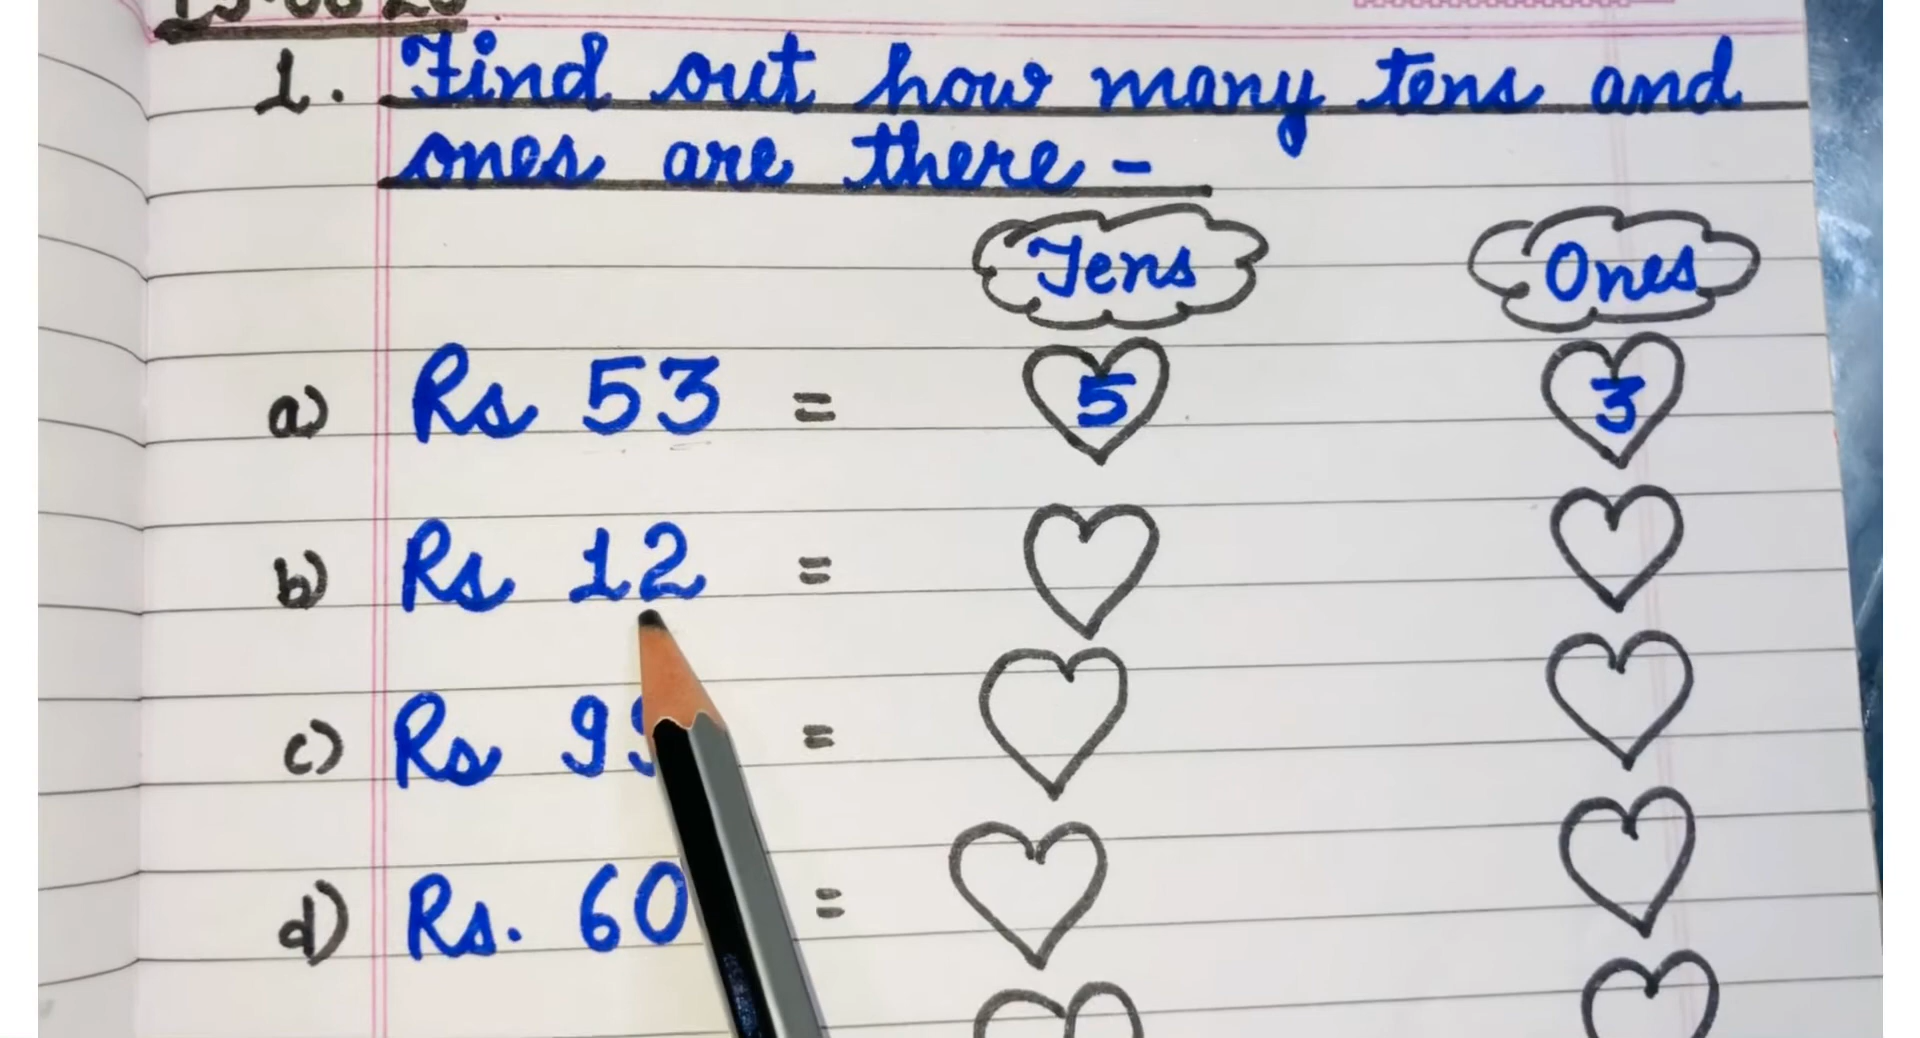 1. Find out how many tens and
ones are there -
Tens Ones
a) Rs 53 = 5 3
b) Rs 12 =
c) Rs 99 =
d) Rs. 60 =